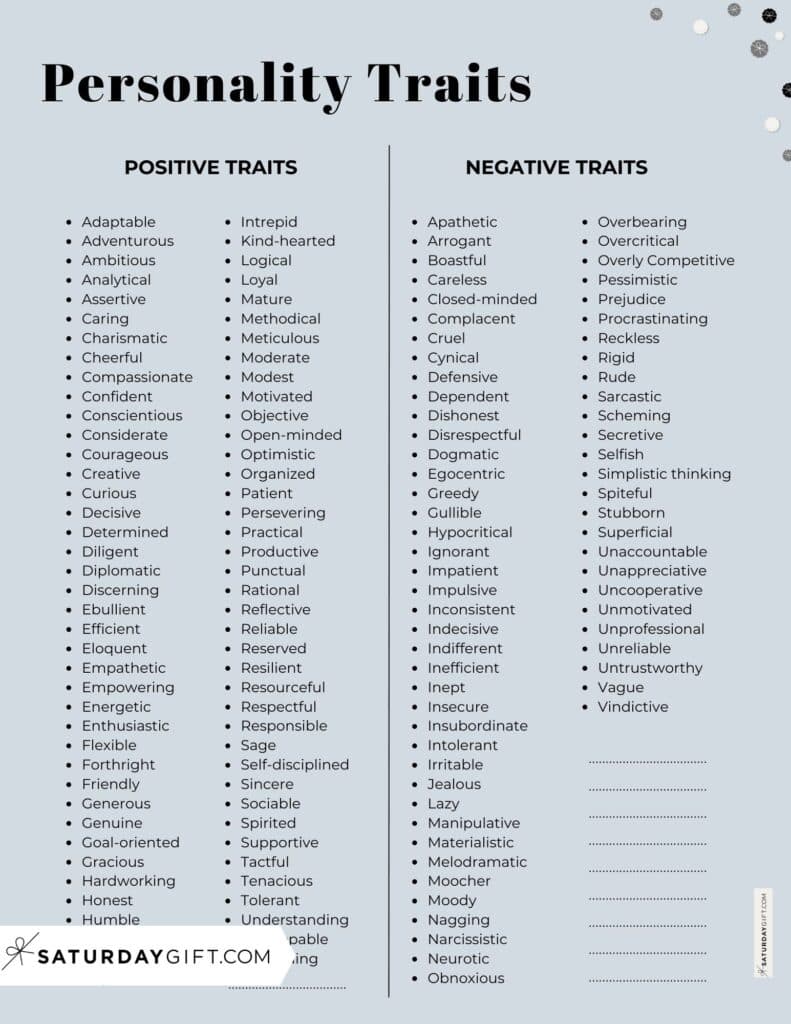 Personality Traits
POSITIVE TRAITS
Adaptable
Adventurous
Ambitious
Analytical
Assertive
Caring
Charismatic
Cheerful
Compassionate
Confident
Conscientious
Considerate
Courageous
Creative
Curious
Decisive
Determined
Diligent
Diplomatic
Discerning
Ebullient
Efficient
Eloquent
Empathetic
Empowering
Energetic
Enthusiastic
Flexible
Forthright
Friendly
Generous
Genuine
Goal-oriented
Gracious
Hardworking
Honest
Humble
Intrepid
Kind-hearted
Logical
Loyal
Mature
Methodical
Meticulous
Moderate
Modest
Motivated
Objective
Open-minded
Optimistic
Organized
Patient
Persevering
Practical
Productive
Punctual
Rational
Reflective
Reliable
Reserved
Resilient
Resourceful
Respectful
Responsible
Sage
Self-disciplined
Sincere
Sociable
Spirited
Supportive
Tactful
Tenacious
Tolerant
Understanding
NEGATIVE TRAITS
Apathetic
Arrogant
Boastful
Careless
Closed-minded
Complacent
Cruel
Cynical
Defensive
Dependent
Dishonest
Disrespectful
Dogmatic
Egocentric
Greedy
Gullible
Hypocritical
Ignorant
Impatient
Impulsive
Inconsistent
Indecisive
Indifferent
Inefficient
Inept
Insecure
Insubordinate
Intolerant
Irritable
Jealous
Lazy
Manipulative
Materialistic
Melodramatic
Moocher
Moody
Nagging
Narcissistic
Neurotic
Obnoxious
Overbearing
Overcritical
Overly Competitive
Pessimistic
Prejudice
Procrastinating
Reckless
Rigid
Rude
Sarcastic
Scheming
Secretive
Selfish
Simplistic thinking
Spiteful
Stubborn
Superficial
Unaccountable
Unappreciative
Uncooperative
Unmotivated
Unprofessional
Unreliable
Untrustworthy
Vague
Vindictive
SATURDAYGIFT.COM
SATURDAYGIFT.COM